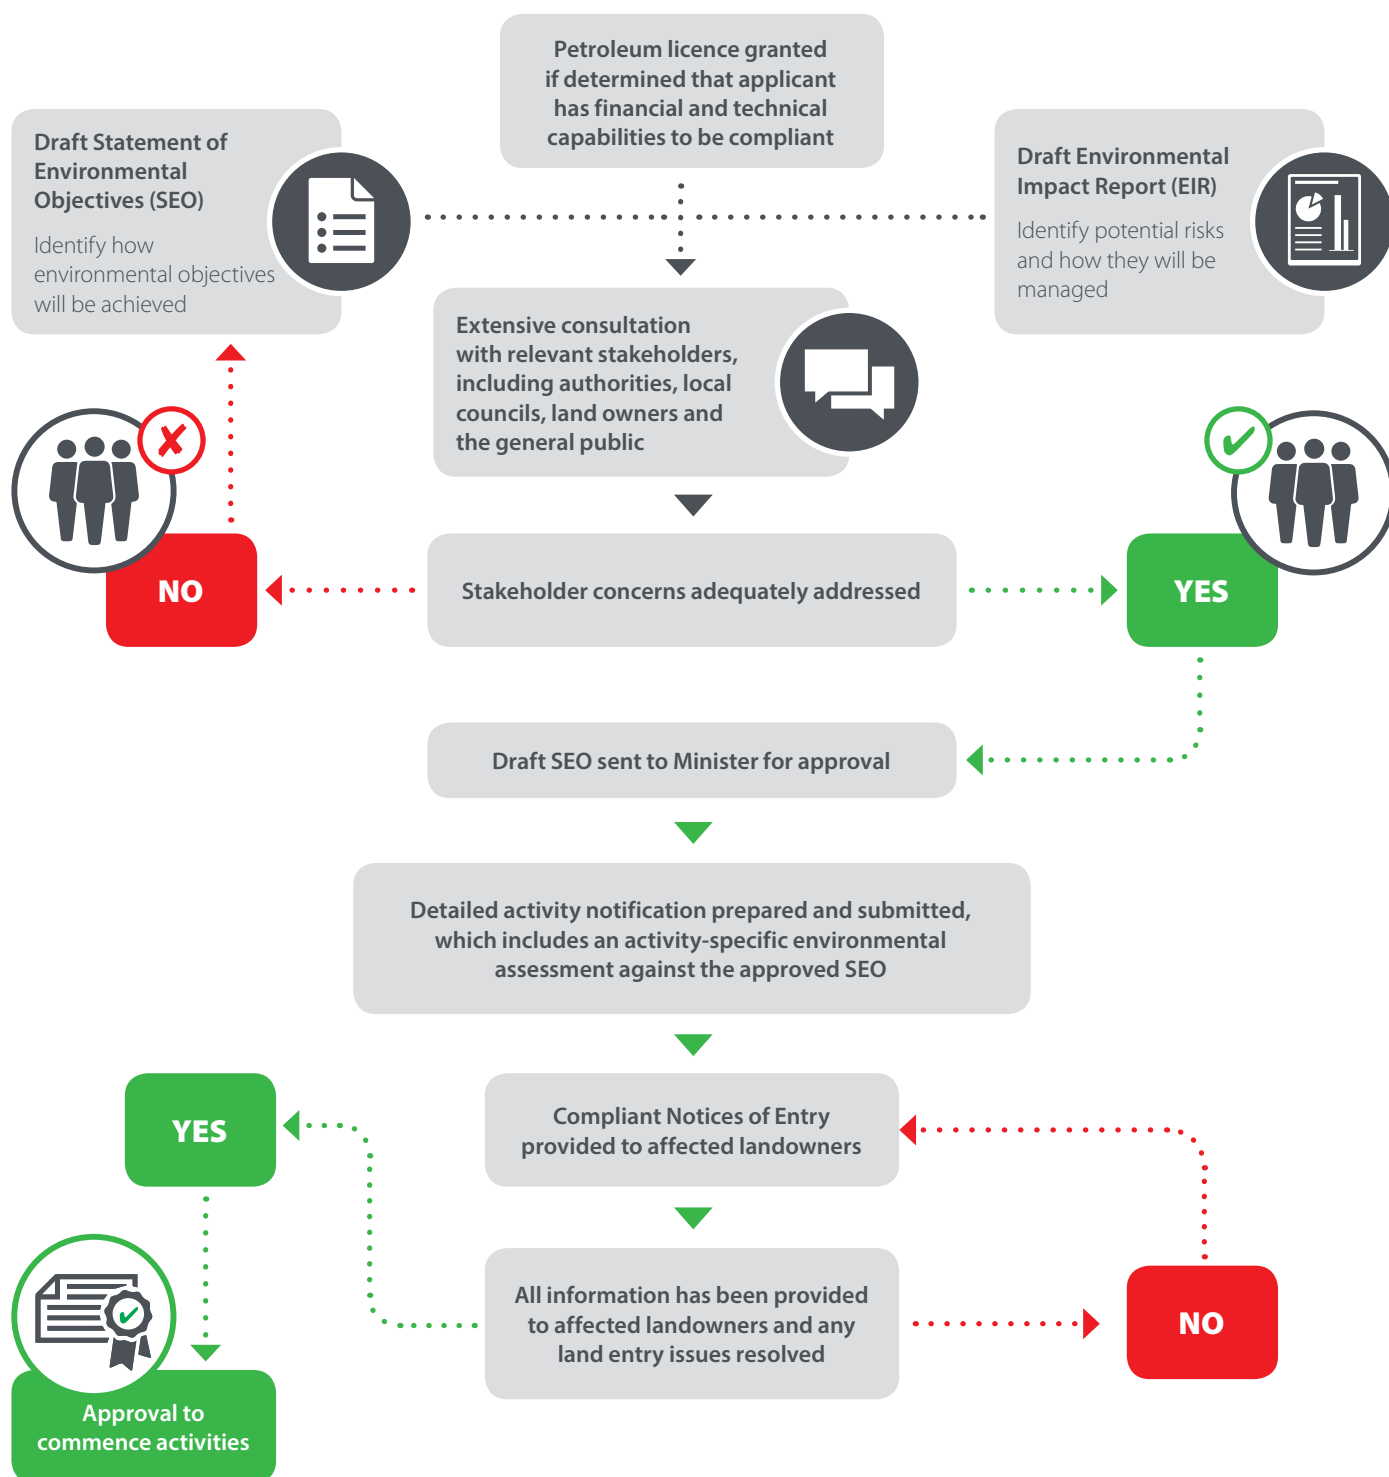 Petroleum licence granted
if determined that applicant
has financial and technical
capabilities to be compliant
Draft Statement of
Environmental
Objectives (SEO)
Identify how
environmental objectives
will be achieved
Draft Environmental
Impact Report (EIR)
Identify potential risks
and how they will be
managed
Extensive consultation
with relevant stakeholders,
including authorities, local
councils, land owners and
the general public
NO
Stakeholder concerns adequately addressed
YES
Draft SEO sent to Minister for approval
Detailed activity notification prepared and submitted,
which includes an activity-specific environmental
assessment against the approved SEO
YES
Compliant Notices of Entry
provided to affected landowners
All information has been provided
to affected landowners and any
land entry issues resolved
NO
Approval to
commence activities